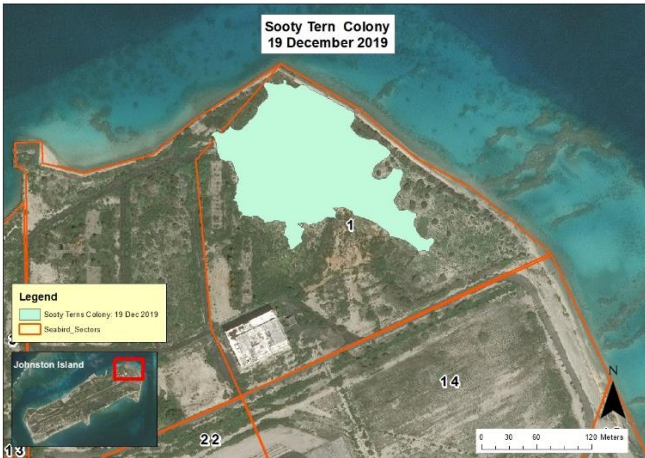 Sooty Tern Colony
19 December 2019
1
Legend
Sooty Terns Colony: 19 Dec 2019
Seabird_Sectors
Johnston Island
14
N
22
13
0 30 60 120 Meters